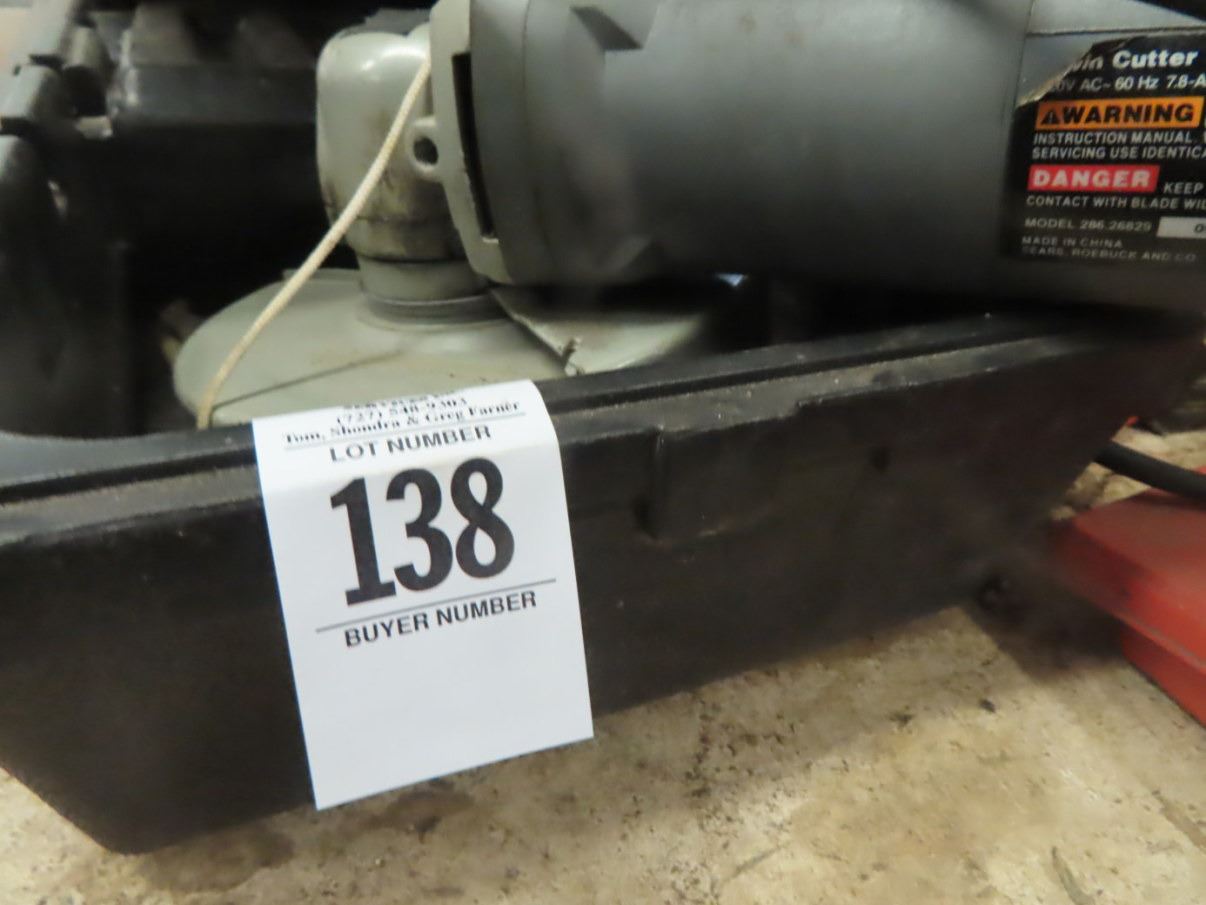 in Cutter
0V AC~ 60 Hz 7.8-A
WARNING
INSTRUCTION MANUAL.
SERVICING USE IDENTICA
DANGER KEEP
CONTACT WITH BLADE WID
MODEL 286.26829
MADE IN CHINA
SEARS, ROEBUCK AND CO
(727) 548-9303
Tom, Shondra & Greg Farner
LOT NUMBER
138
BUYER NUMBER